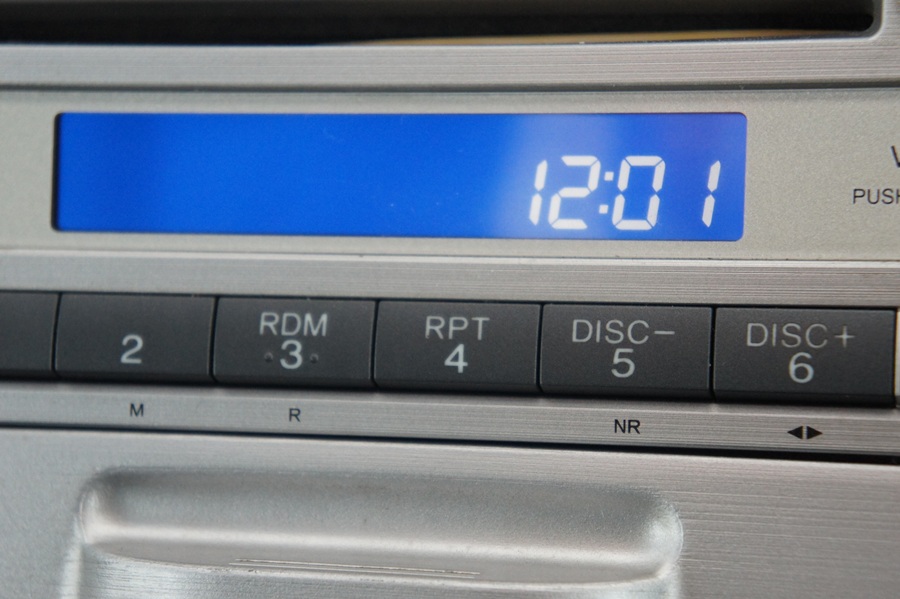 12:01
PUSH
2
RDM
3
RPT
4
DISC−
5
DISC+
6
M
R
NR
◀▶